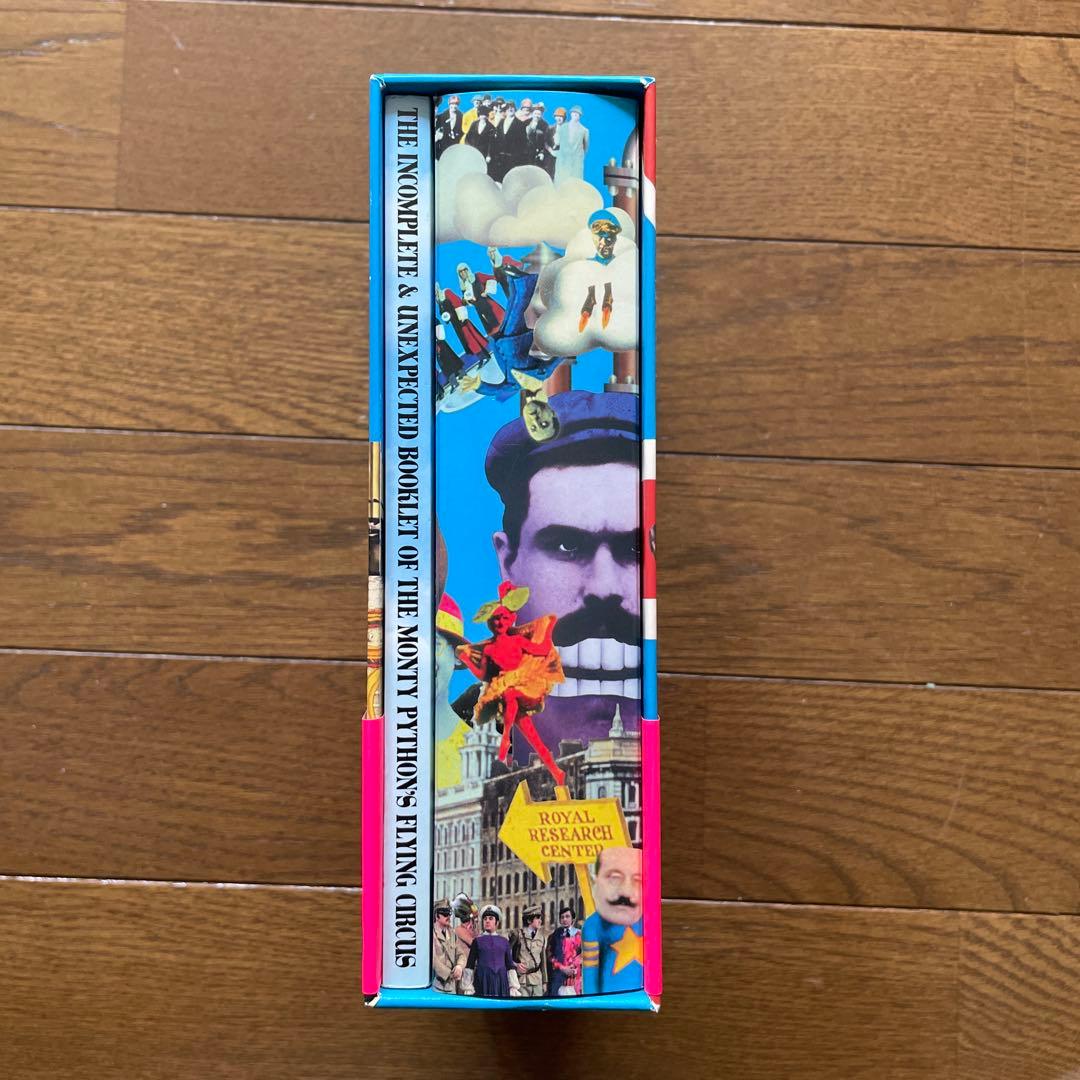 THE INCOMPLETE & UNEXPECTED BOOKLET OF THE MONTY PYTHON'S FLYING CIRCUS
ROYAL
RESEARCH
CENTER